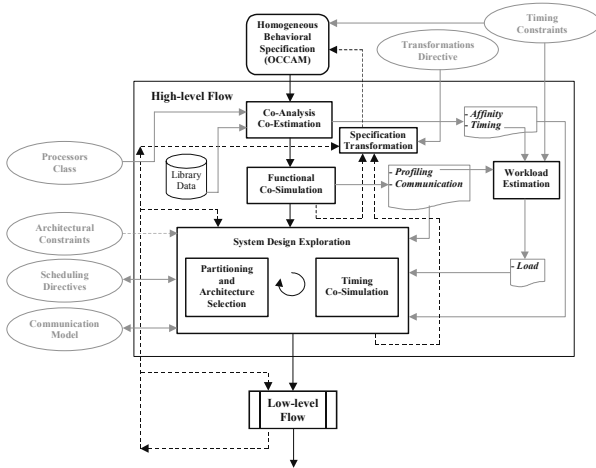 Homogeneous
Behavioral
Specification
(OCCAM)
Timing
Constraints
Transformations
Directive
High-level Flow
Co-Analysis
Co-Estimation
- Affinity
- Timing
Specification
Transformation
Processors
Class
Library
Data
Functional
Co-Simulation
- Profiling
- Communication
Workload
Estimation
Architectural
Constraints
System Design Exploration
Scheduling
Directives
Partitioning
and
Architecture
Selection
Timing
Co-Simulation
- Load
Communication
Model
Low-level
Flow